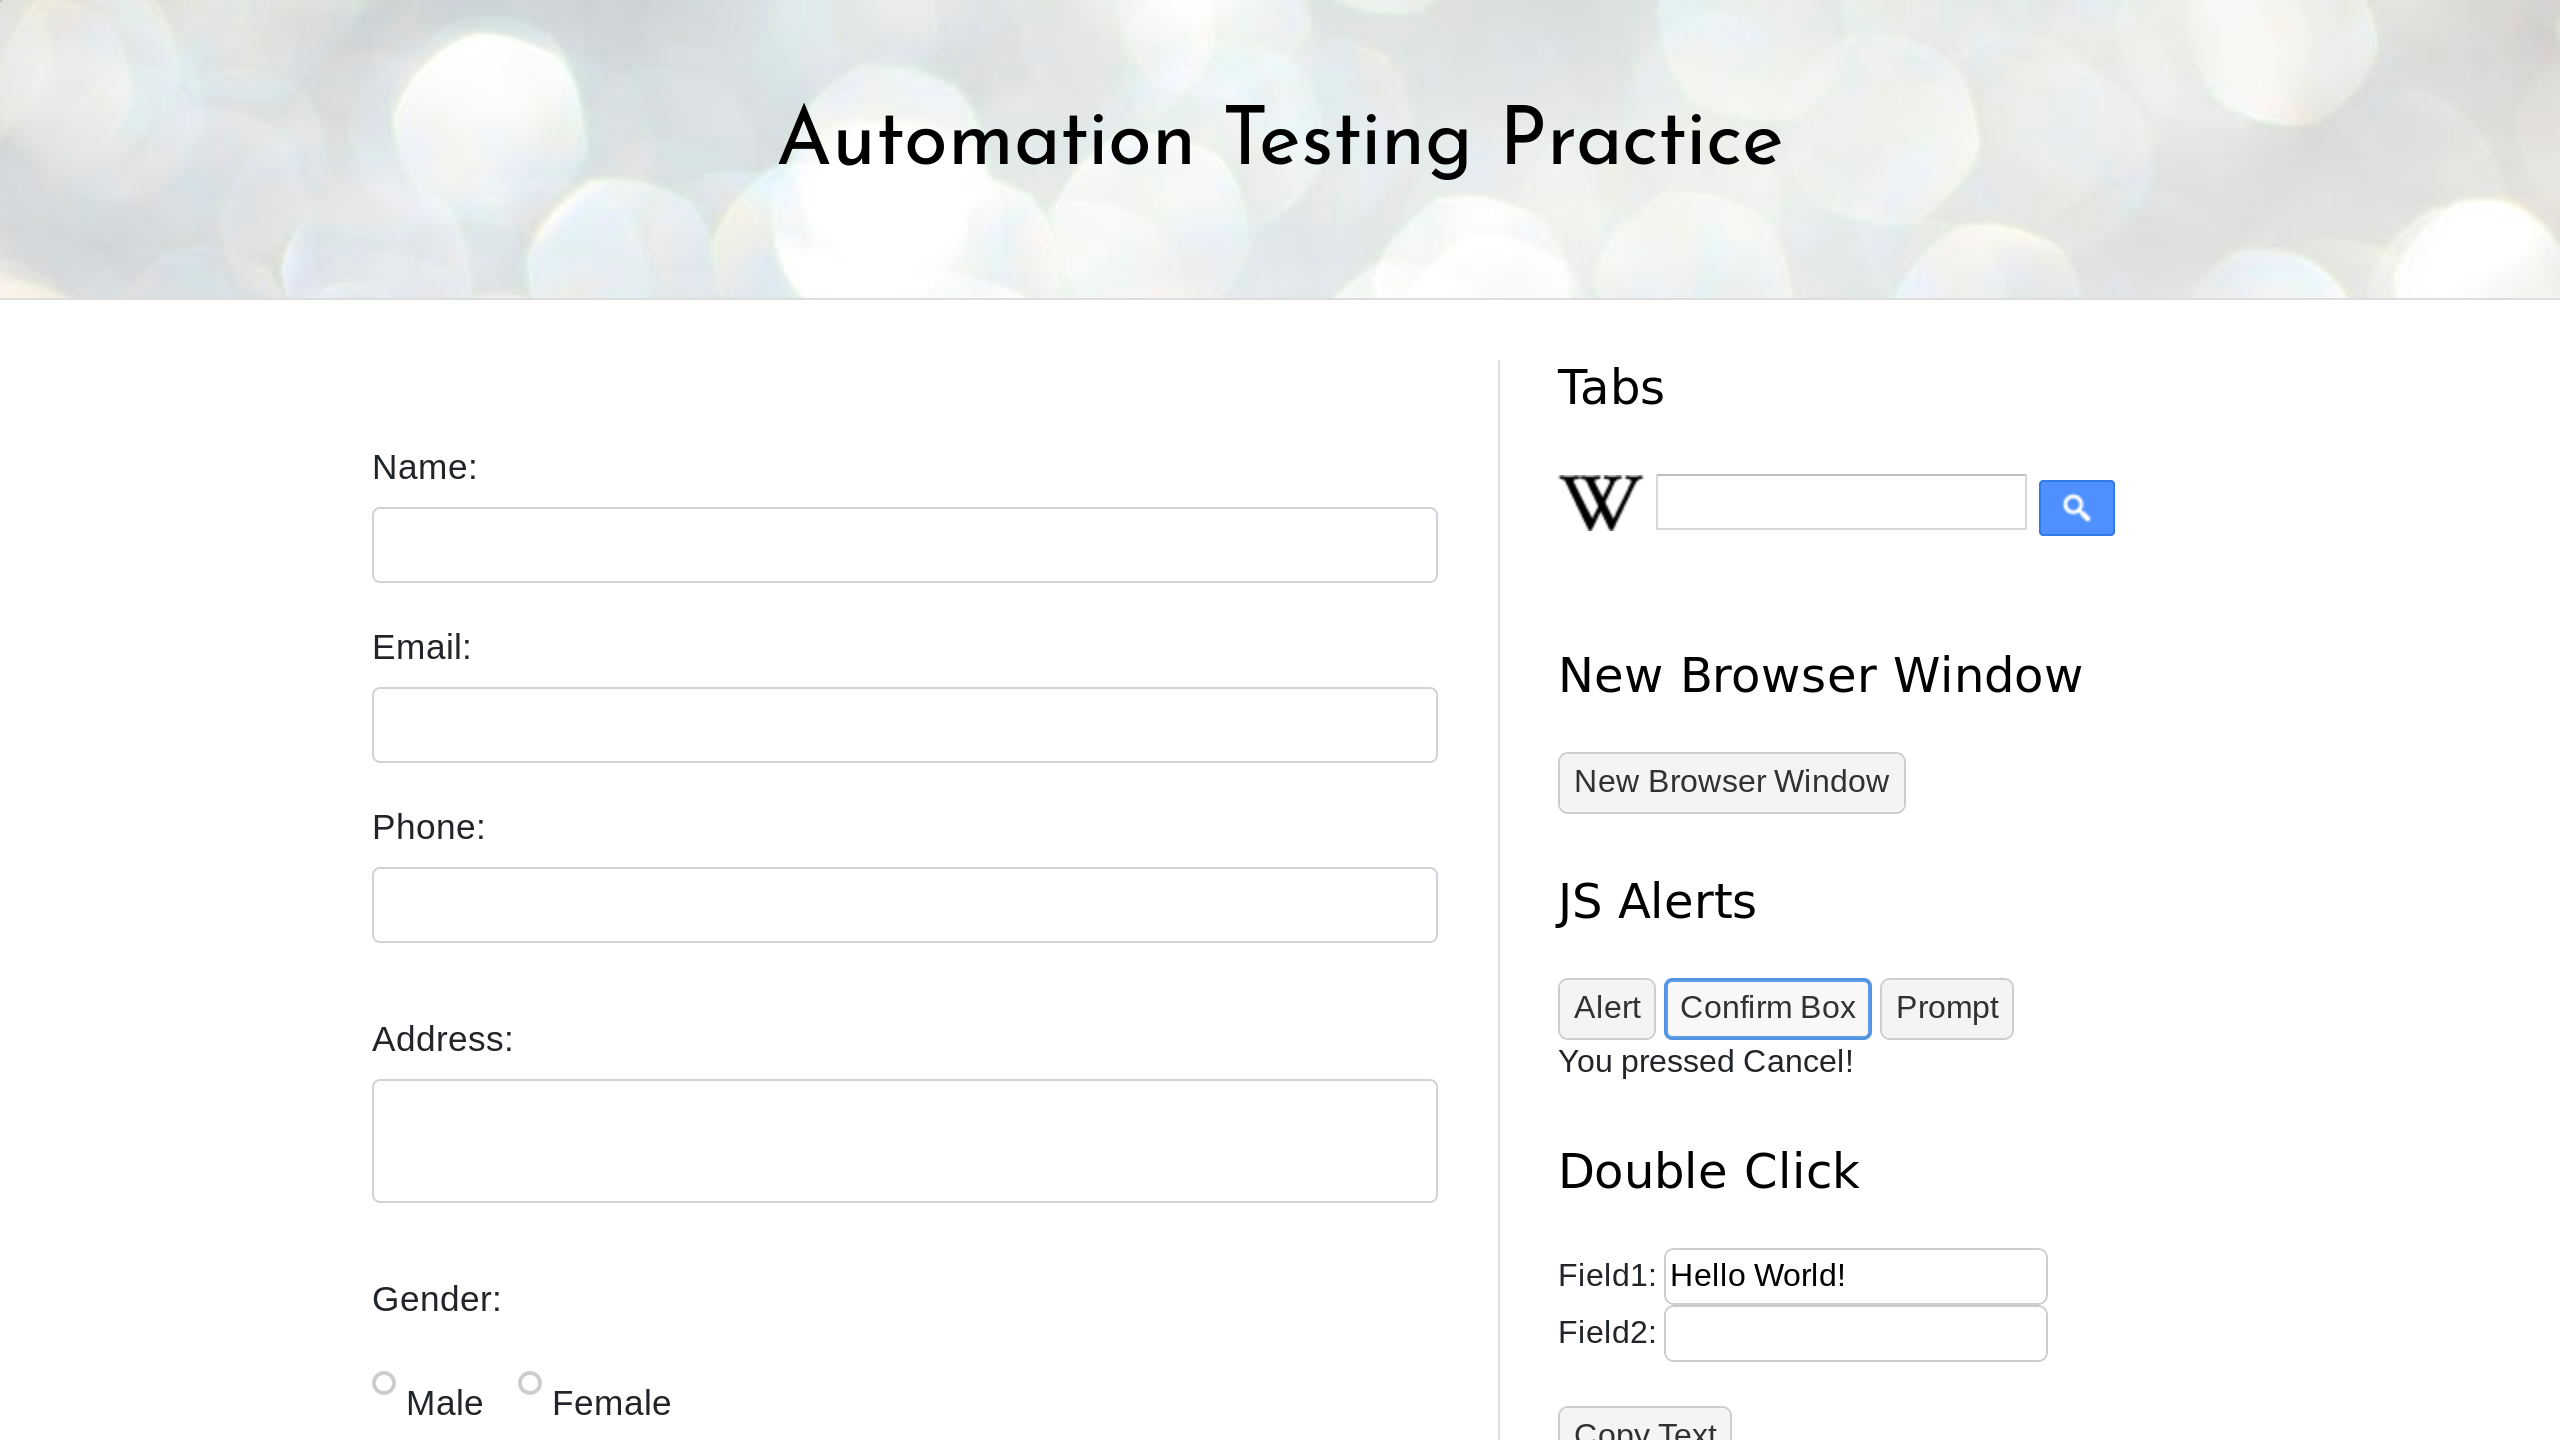 Automation Testing Practice
Name:
Email:
Phone:
Address:
Gender:
Male Female
Tabs
W
New Browser Window
New Browser Window
JS Alerts
Alert Confirm Box Prompt
You pressed Cancel!
Double Click
Field1: Hello World!
Field2:
Copy Text